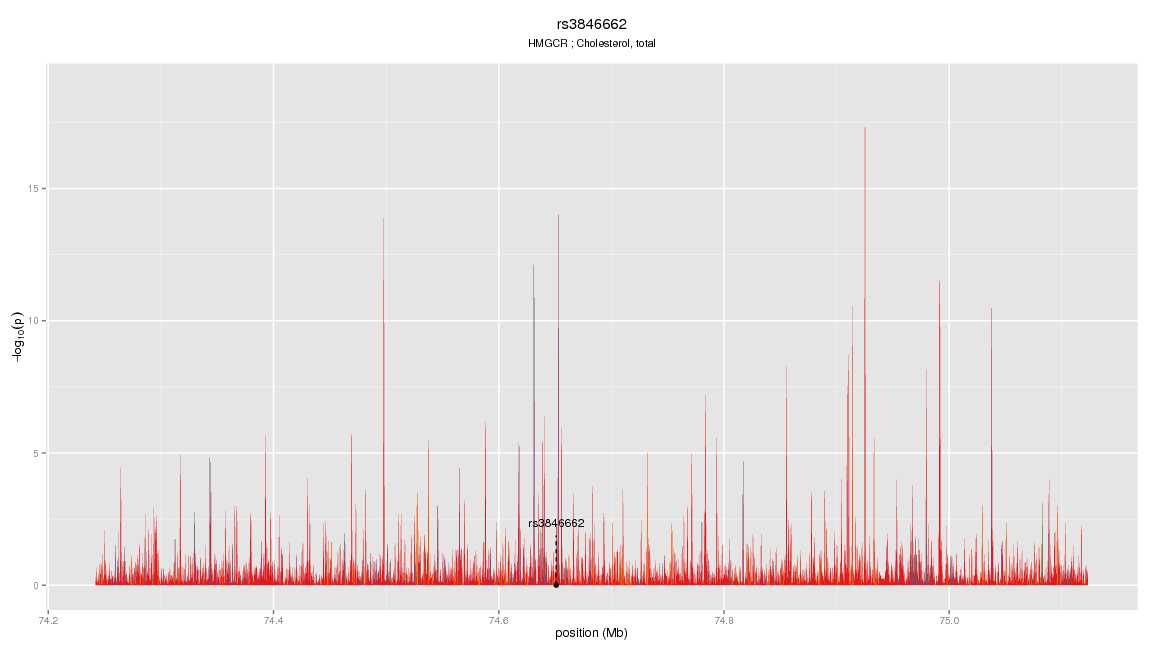 rs3846662
HMGCR ; Cholesterol, total
15
10
5
0
−log10(p)
rs3846662
74.2 74.4 74.6 74.8 75.0
position (Mb)